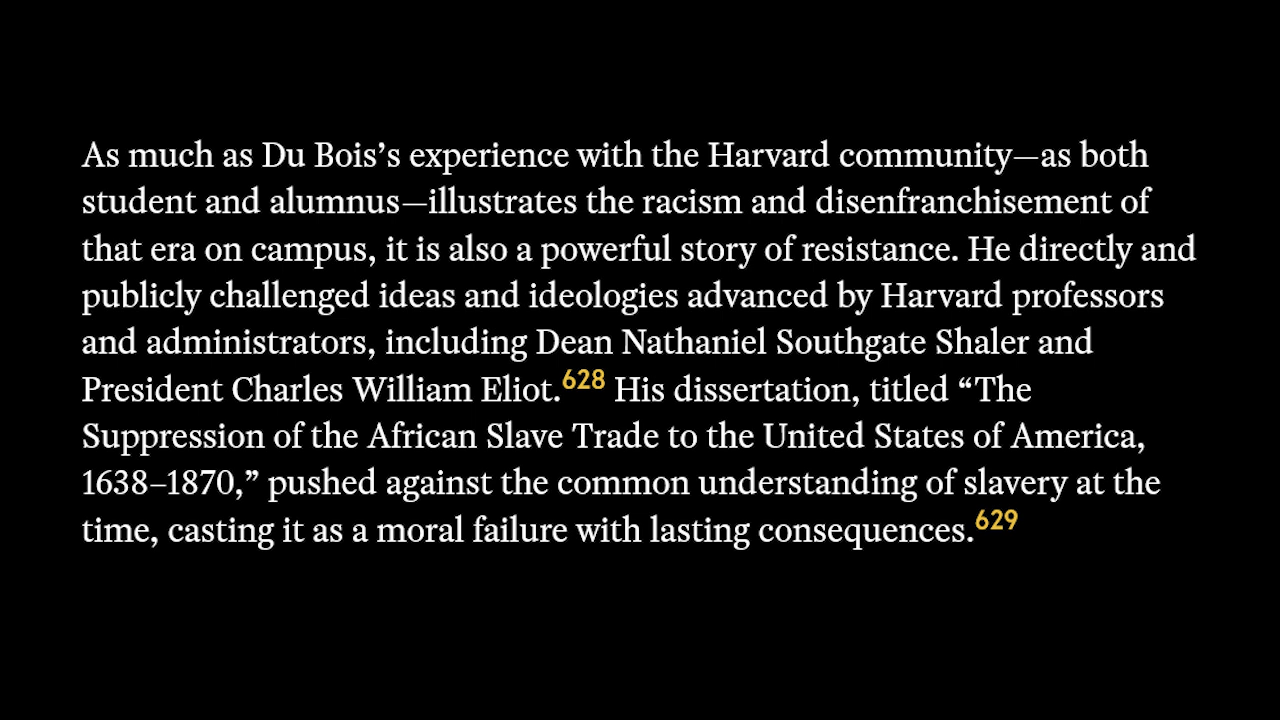 As much as Du Bois’s experience with the Harvard community—as both
student and alumnus—illustrates the racism and disenfranchisement of
that era on campus, it is also a powerful story of resistance. He directly and
publicly challenged ideas and ideologies advanced by Harvard professors
and administrators, including Dean Nathaniel Southgate Shaler and
President Charles William Eliot.628 His dissertation, titled “The
Suppression of the African Slave Trade to the United States of America,
1638–1870,” pushed against the common understanding of slavery at the
time, casting it as a moral failure with lasting consequences.629